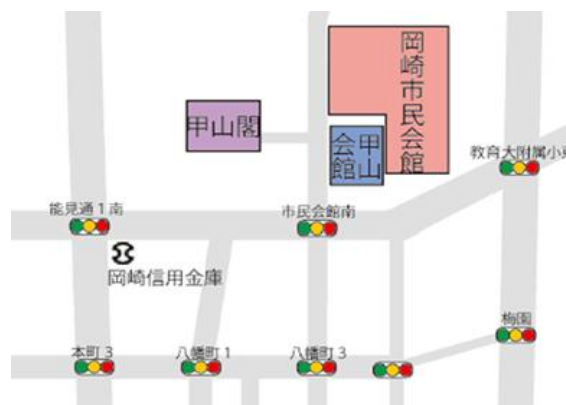 岡崎市民会館
甲山閣
甲山
会館
教育大附属小東
能見通1南
市民会館南
岡崎信用金庫
梅園
本町3
八幡町1
八幡町3